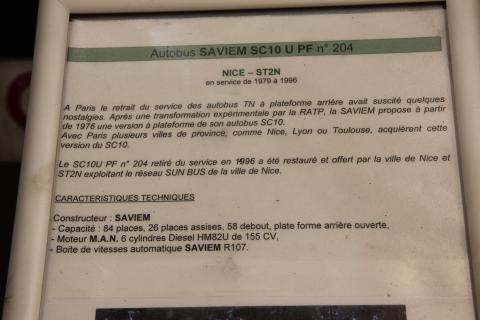 Autobus SAVIEM SC10 U PF n° 204
NICE – ST2N
en service de 1979 à 1996
A Paris le retrait du service des autobus TN à plateforme arrière avait suscité quelques
nostalgies. Après une transformation expérimentale par la RATP, la SAVIEM propose à partir
de 1976 une version à plateforme de son autobus SC10.
Avec Paris plusieurs villes de province, comme Nice, Lyon ou Toulouse, acquièrent cette
version du SC10.
Le SC10U PF n° 204 retiré du service en 1996 a été restauré et offert par la ville de Nice et
ST2N exploitant le réseau SUN BUS de la ville de Nice.
CARACTERISTIQUES TECHNIQUES
Constructeur : SAVIEM
- Capacité : 84 places, 26 places assises, 58 debout, plate forme arrière ouverte,
- Moteur M.A.N. 6 cylindres Diesel HM82U de 155 CV,
- Boite de vitesses automatique SAVIEM R107.